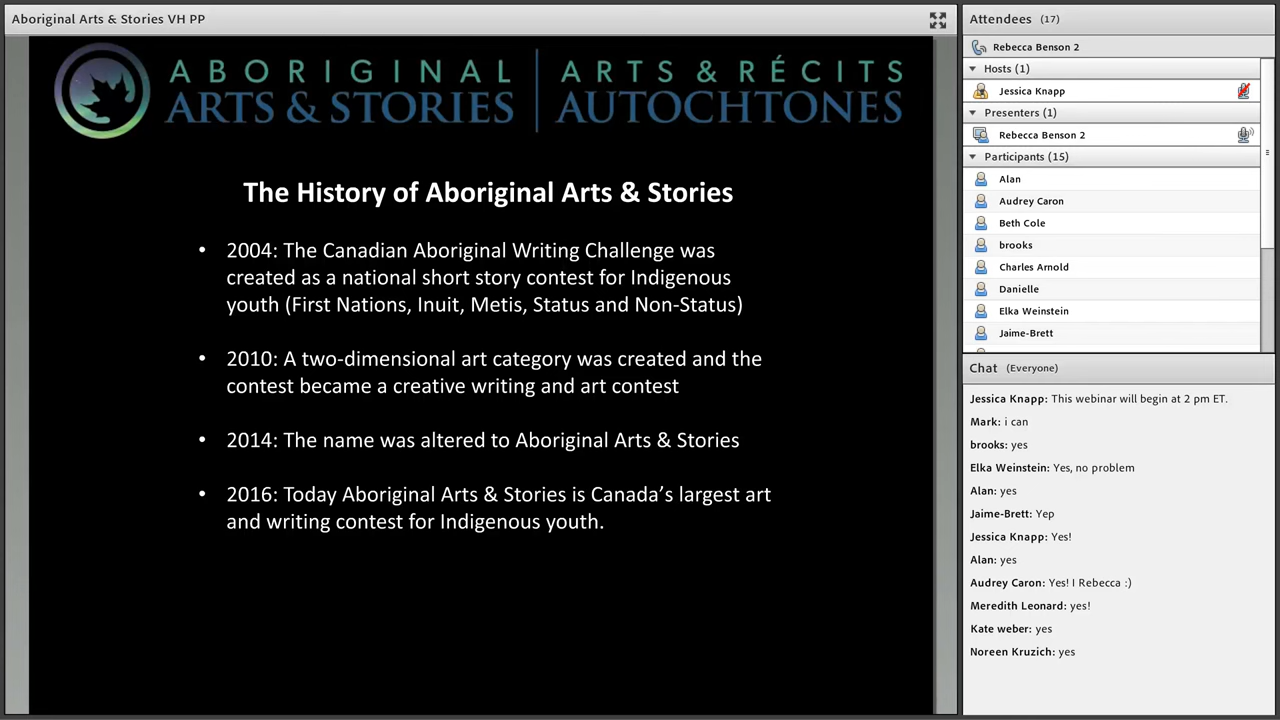 Aboriginal Arts & Stories VH PP
ABORIGINAL
ARTS & STORIES
ARTS & RÉCITS
AUTOCHTONES
The History of Aboriginal Arts & Stories
• 2004: The Canadian Aboriginal Writing Challenge was
created as a national short story contest for Indigenous
youth (First Nations, Inuit, Metis, Status and Non-Status)
• 2010: A two-dimensional art category was created and the
contest became a creative writing and art contest
• 2014: The name was altered to Aboriginal Arts & Stories
• 2016: Today Aboriginal Arts & Stories is Canada's largest art
and writing contest for Indigenous youth.
Attendees (17)
Rebecca Benson 2
Hosts (1)
Jessica Knapp
Presenters (1)
Rebecca Benson 2
Participants (15)
Alan
Audrey Caron
Beth Cole
brooks
Charles Arnold
Danielle
Elka Weinstein
Jaime-Brett
Chat (Everyone)
Jessica Knapp: This webinar will begin at 2 pm ET.
Mark: i can
brooks: yes
Elka Weinstein: Yes, no problem
Alan: yes
Jaime-Brett: Yep
Jessica Knapp: Yes!
Alan: yes
Audrey Caron: Yes! I Rebecca :)
Meredith Leonard: yes!
Kate weber: yes
Noreen Kruzich: yes